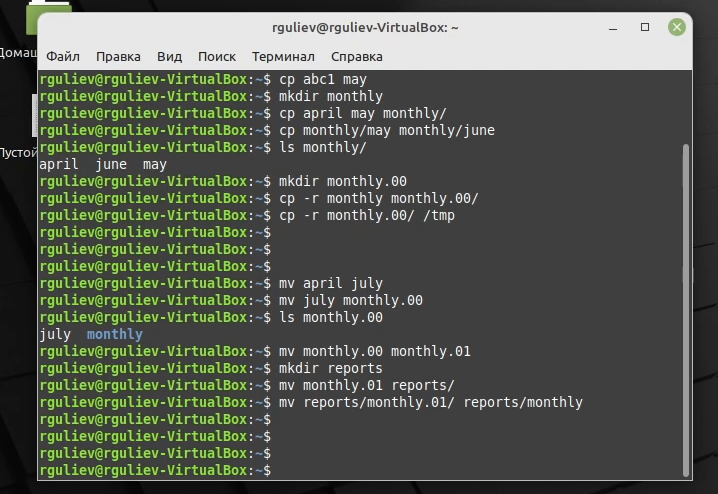 rguliev@rguliev-VirtualBox: ~
Файл Правка Вид Поиск Терминал Справка
rguliev@rguliev-VirtualBox:~$ cp abc1 may
rguliev@rguliev-VirtualBox:~$ mkdir monthly
rguliev@rguliev-VirtualBox:~$ cp april may monthly/
rguliev@rguliev-VirtualBox:~$ cp monthly/may monthly/june
rguliev@rguliev-VirtualBox:~$ ls monthly/
april june may
rguliev@rguliev-VirtualBox:~$ mkdir monthly.00
rguliev@rguliev-VirtualBox:~$ cp -r monthly monthly.00/
rguliev@rguliev-VirtualBox:~$ cp -r monthly.00/ /tmp
rguliev@rguliev-VirtualBox:~$
rguliev@rguliev-VirtualBox:~$
rguliev@rguliev-VirtualBox:~$
rguliev@rguliev-VirtualBox:~$ mv april july
rguliev@rguliev-VirtualBox:~$ mv july monthly.00
rguliev@rguliev-VirtualBox:~$ ls monthly.00
july monthly
rguliev@rguliev-VirtualBox:~$ mv monthly.00 monthly.01
rguliev@rguliev-VirtualBox:~$ mkdir reports
rguliev@rguliev-VirtualBox:~$ mv monthly.01 reports/
rguliev@rguliev-VirtualBox:~$ mv reports/monthly.01/ reports/monthly
rguliev@rguliev-VirtualBox:~$
rguliev@rguliev-VirtualBox:~$
rguliev@rguliev-VirtualBox:~$
rguliev@rguliev-VirtualBox:~$